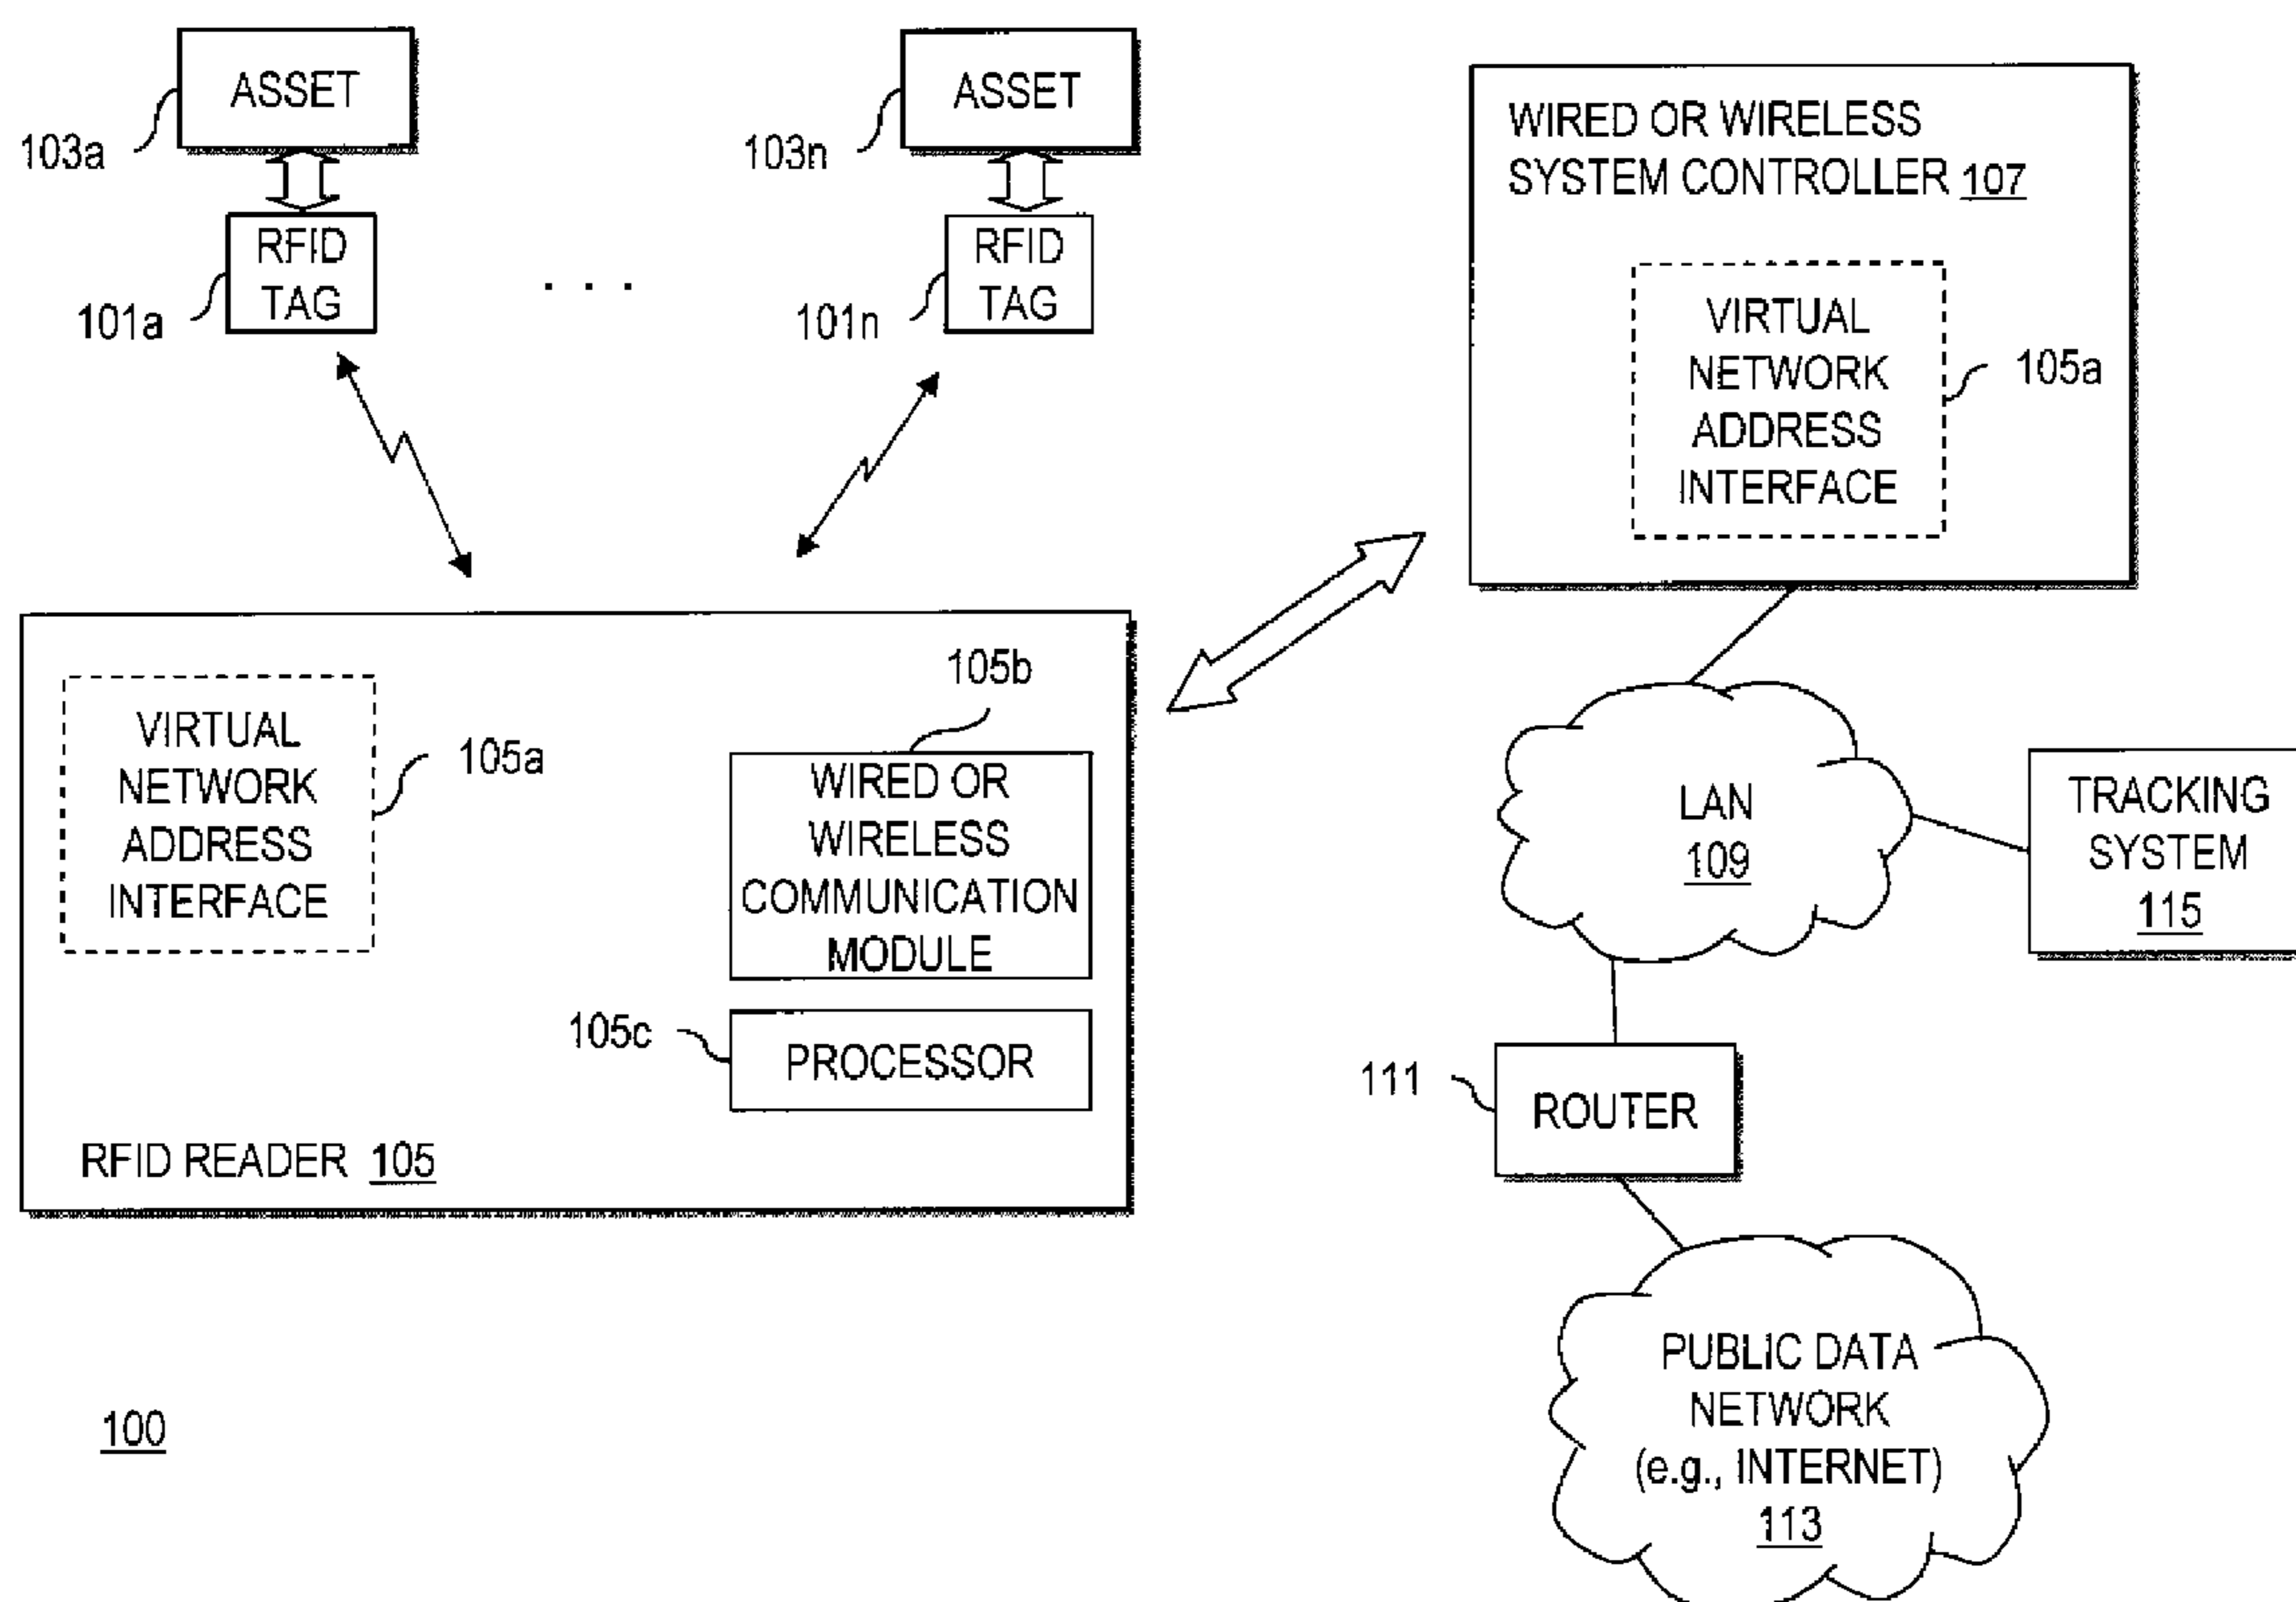 ASSET
103a
RFID
TAG
101a
. . .
ASSET
103n
RFID
TAG
101n
WIRED OR WIRELESS
SYSTEM CONTROLLER 107
VIRTUAL
NETWORK
ADDRESS
INTERFACE
105a
VIRTUAL
NETWORK
ADDRESS
INTERFACE
105a
105b
WIRED OR
WIRELESS
COMMUNICATION
MODULE
105c
PROCESSOR
RFID READER 105
LAN
109
TRACKING
SYSTEM
115
111
ROUTER
PUBLIC DATA
NETWORK
(e.g., INTERNET)
113
100